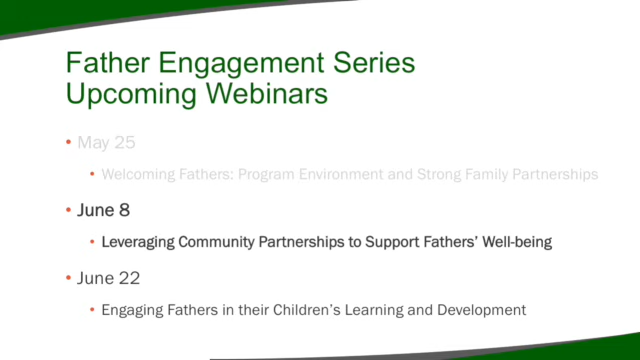 Father Engagement Series
Upcoming Webinars
• May 25
• Welcoming Fathers: Program Environment and Strong Family Partnerships
• June 8
• Leveraging Community Partnerships to Support Fathers’ Well-being
• June 22
• Engaging Fathers in their Children’s Learning and Development